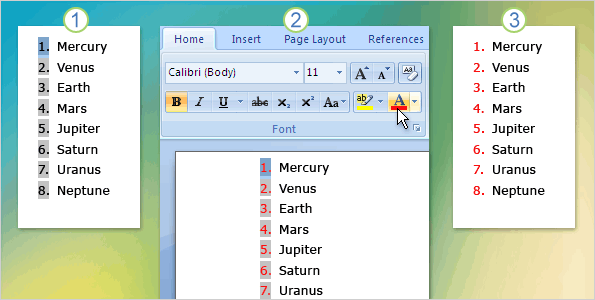 1
1. Mercury
2. Venus
3. Earth
4. Mars
5. Jupiter
6. Saturn
7. Uranus
8. Neptune
2
Home Insert Page Layout References
Calibri (Body) 11 A A Aa
B I U abc x₂ x² Aa ab A
Font
1. Mercury
2. Venus
3. Earth
4. Mars
5. Jupiter
6. Saturn
7. Uranus
3
1. Mercury
2. Venus
3. Earth
4. Mars
5. Jupiter
6. Saturn
7. Uranus
8. Neptune